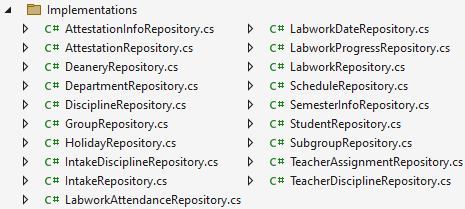 Implementations
C# AttestationInfoRepository.cs
C# AttestationRepository.cs
C# DeaneryRepository.cs
C# DepartmentRepository.cs
C# DisciplineRepository.cs
C# GroupRepository.cs
C# HolidayRepository.cs
C# IntakeDisciplineRepository.cs
C# IntakeRepository.cs
C# LabworkAttendanceRepository.cs
C# LabworkDateRepository.cs
C# LabworkProgressRepository.cs
C# LabworkRepository.cs
C# ScheduleRepository.cs
C# SemesterInfoRepository.cs
C# StudentRepository.cs
C# SubgroupRepository.cs
C# TeacherAssignmentRepository.cs
C# TeacherDisciplineRepository.cs